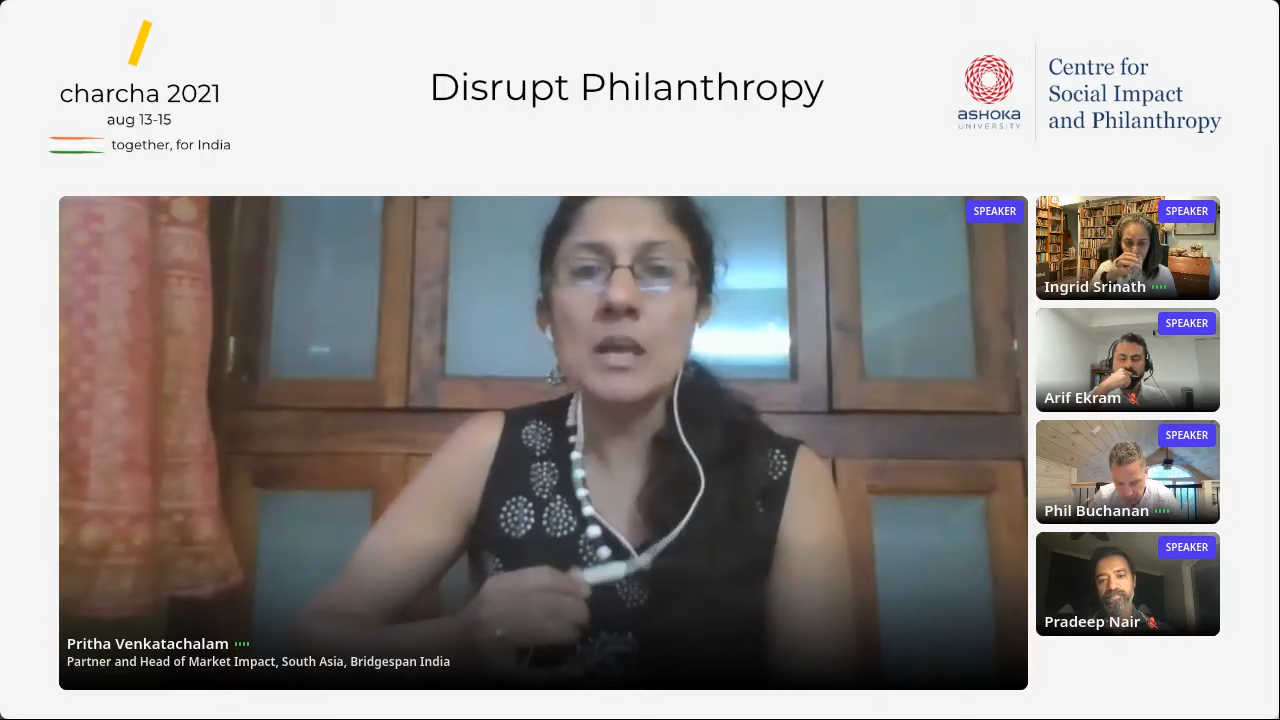 charcha 2021
aug 13-15
together, for India
Disrupt Philanthropy
ASHOKA
UNIVERSITY
Centre for
Social Impact
and Philanthropy
SPEAKER
Pritha Venkatachalam
Partner and Head of Market Impact, South Asia, Bridgespan India
SPEAKER
Ingrid Srinath
SPEAKER
Arif Ekram
SPEAKER
Phil Buchanan
SPEAKER
Pradeep Nair